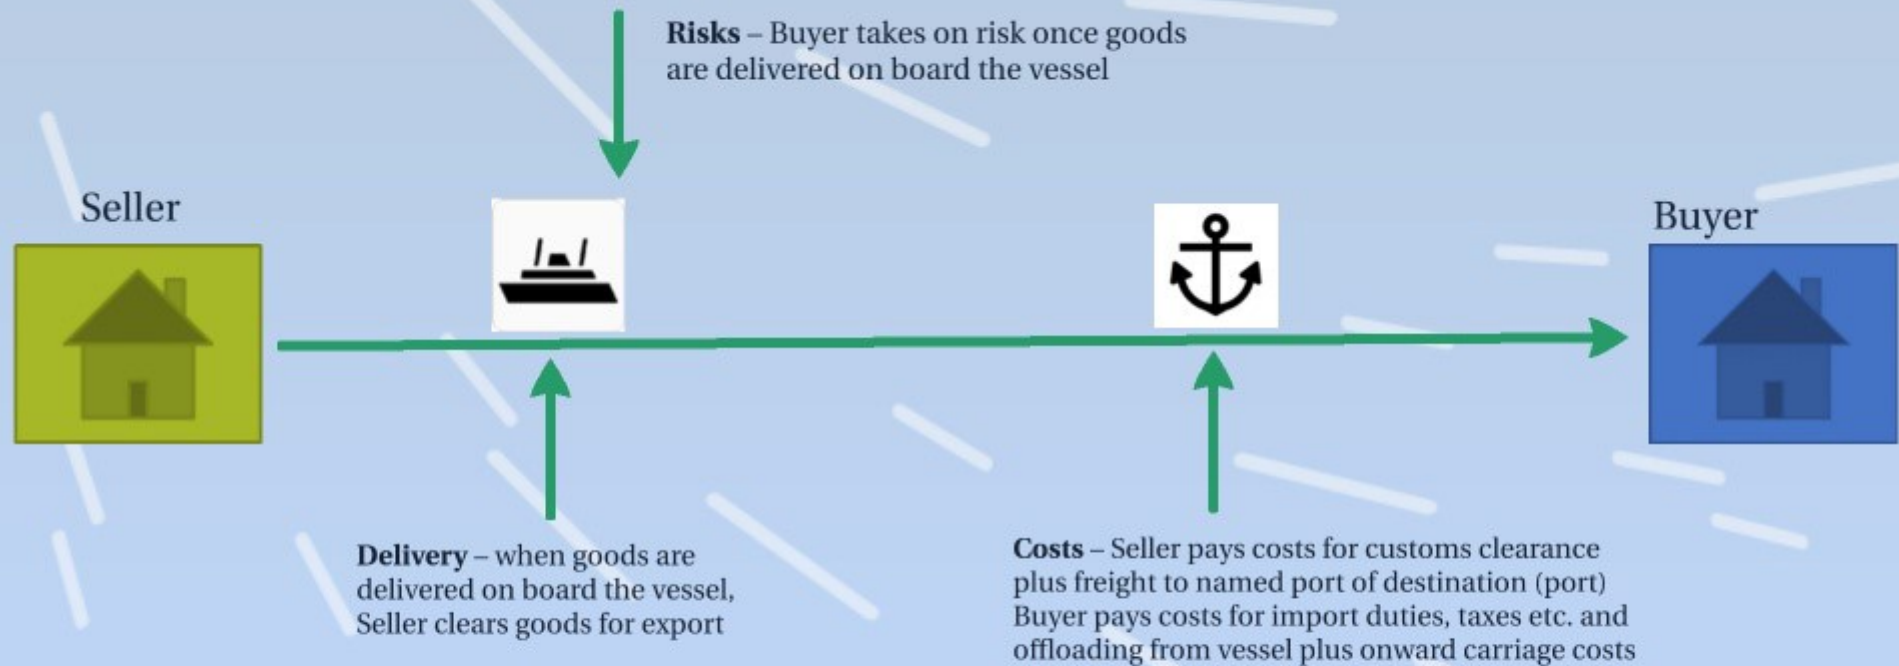 Risks – Buyer takes on risk once goods
are delivered on board the vessel
Seller
Buyer
Delivery – when goods are
delivered on board the vessel,
Seller clears goods for export
Costs – Seller pays costs for customs clearance
plus freight to named port of destination (port)
Buyer pays costs for import duties, taxes etc. and
offloading from vessel plus onward carriage costs